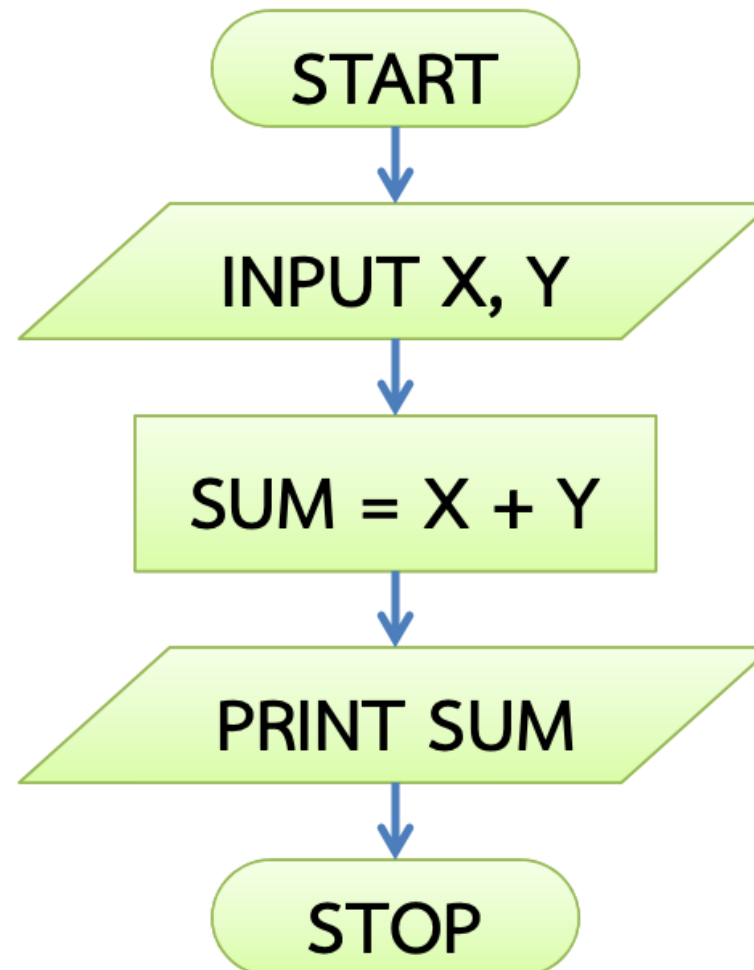 START
INPUT X, Y
SUM = X + Y
PRINT SUM
STOP